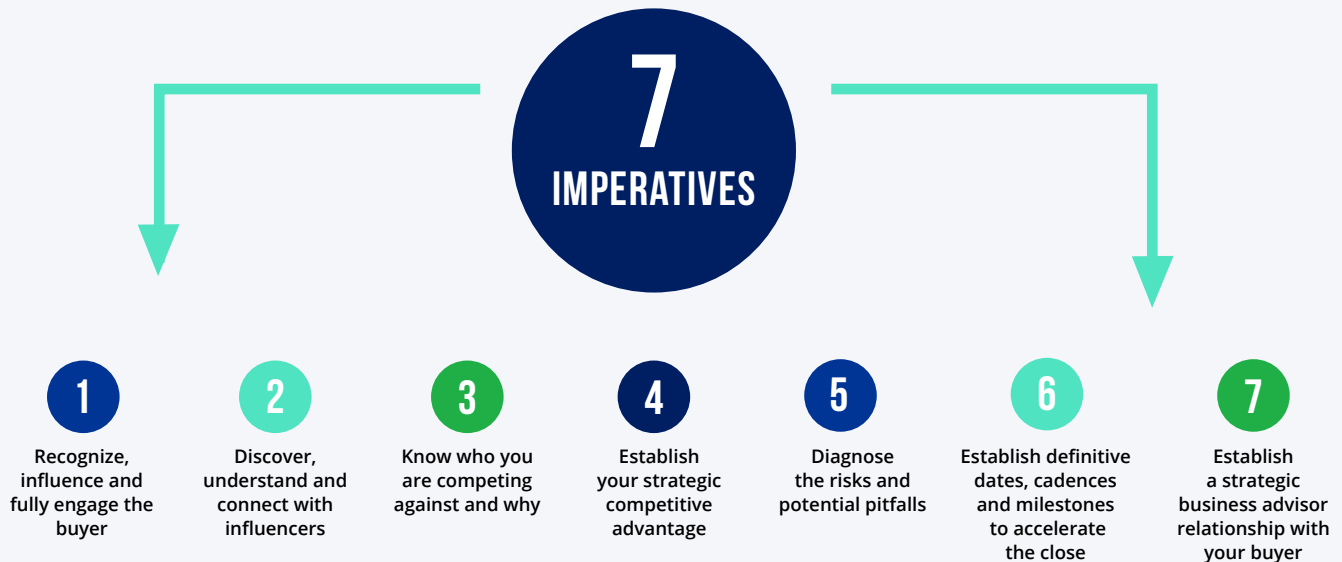 7
IMPERATIVES
1
Recognize,
influence and
fully engage the
buyer
2
Discover,
understand and
connect with
influencers
3
Know who you
are competing
against and why
4
Establish
your strategic
competitive
advantage
5
Diagnose
the risks and
potential pitfalls
6
Establish definitive
dates, cadences
and milestones
to accelerate
the close
7
Establish
a strategic
business advisor
relationship with
your buyer